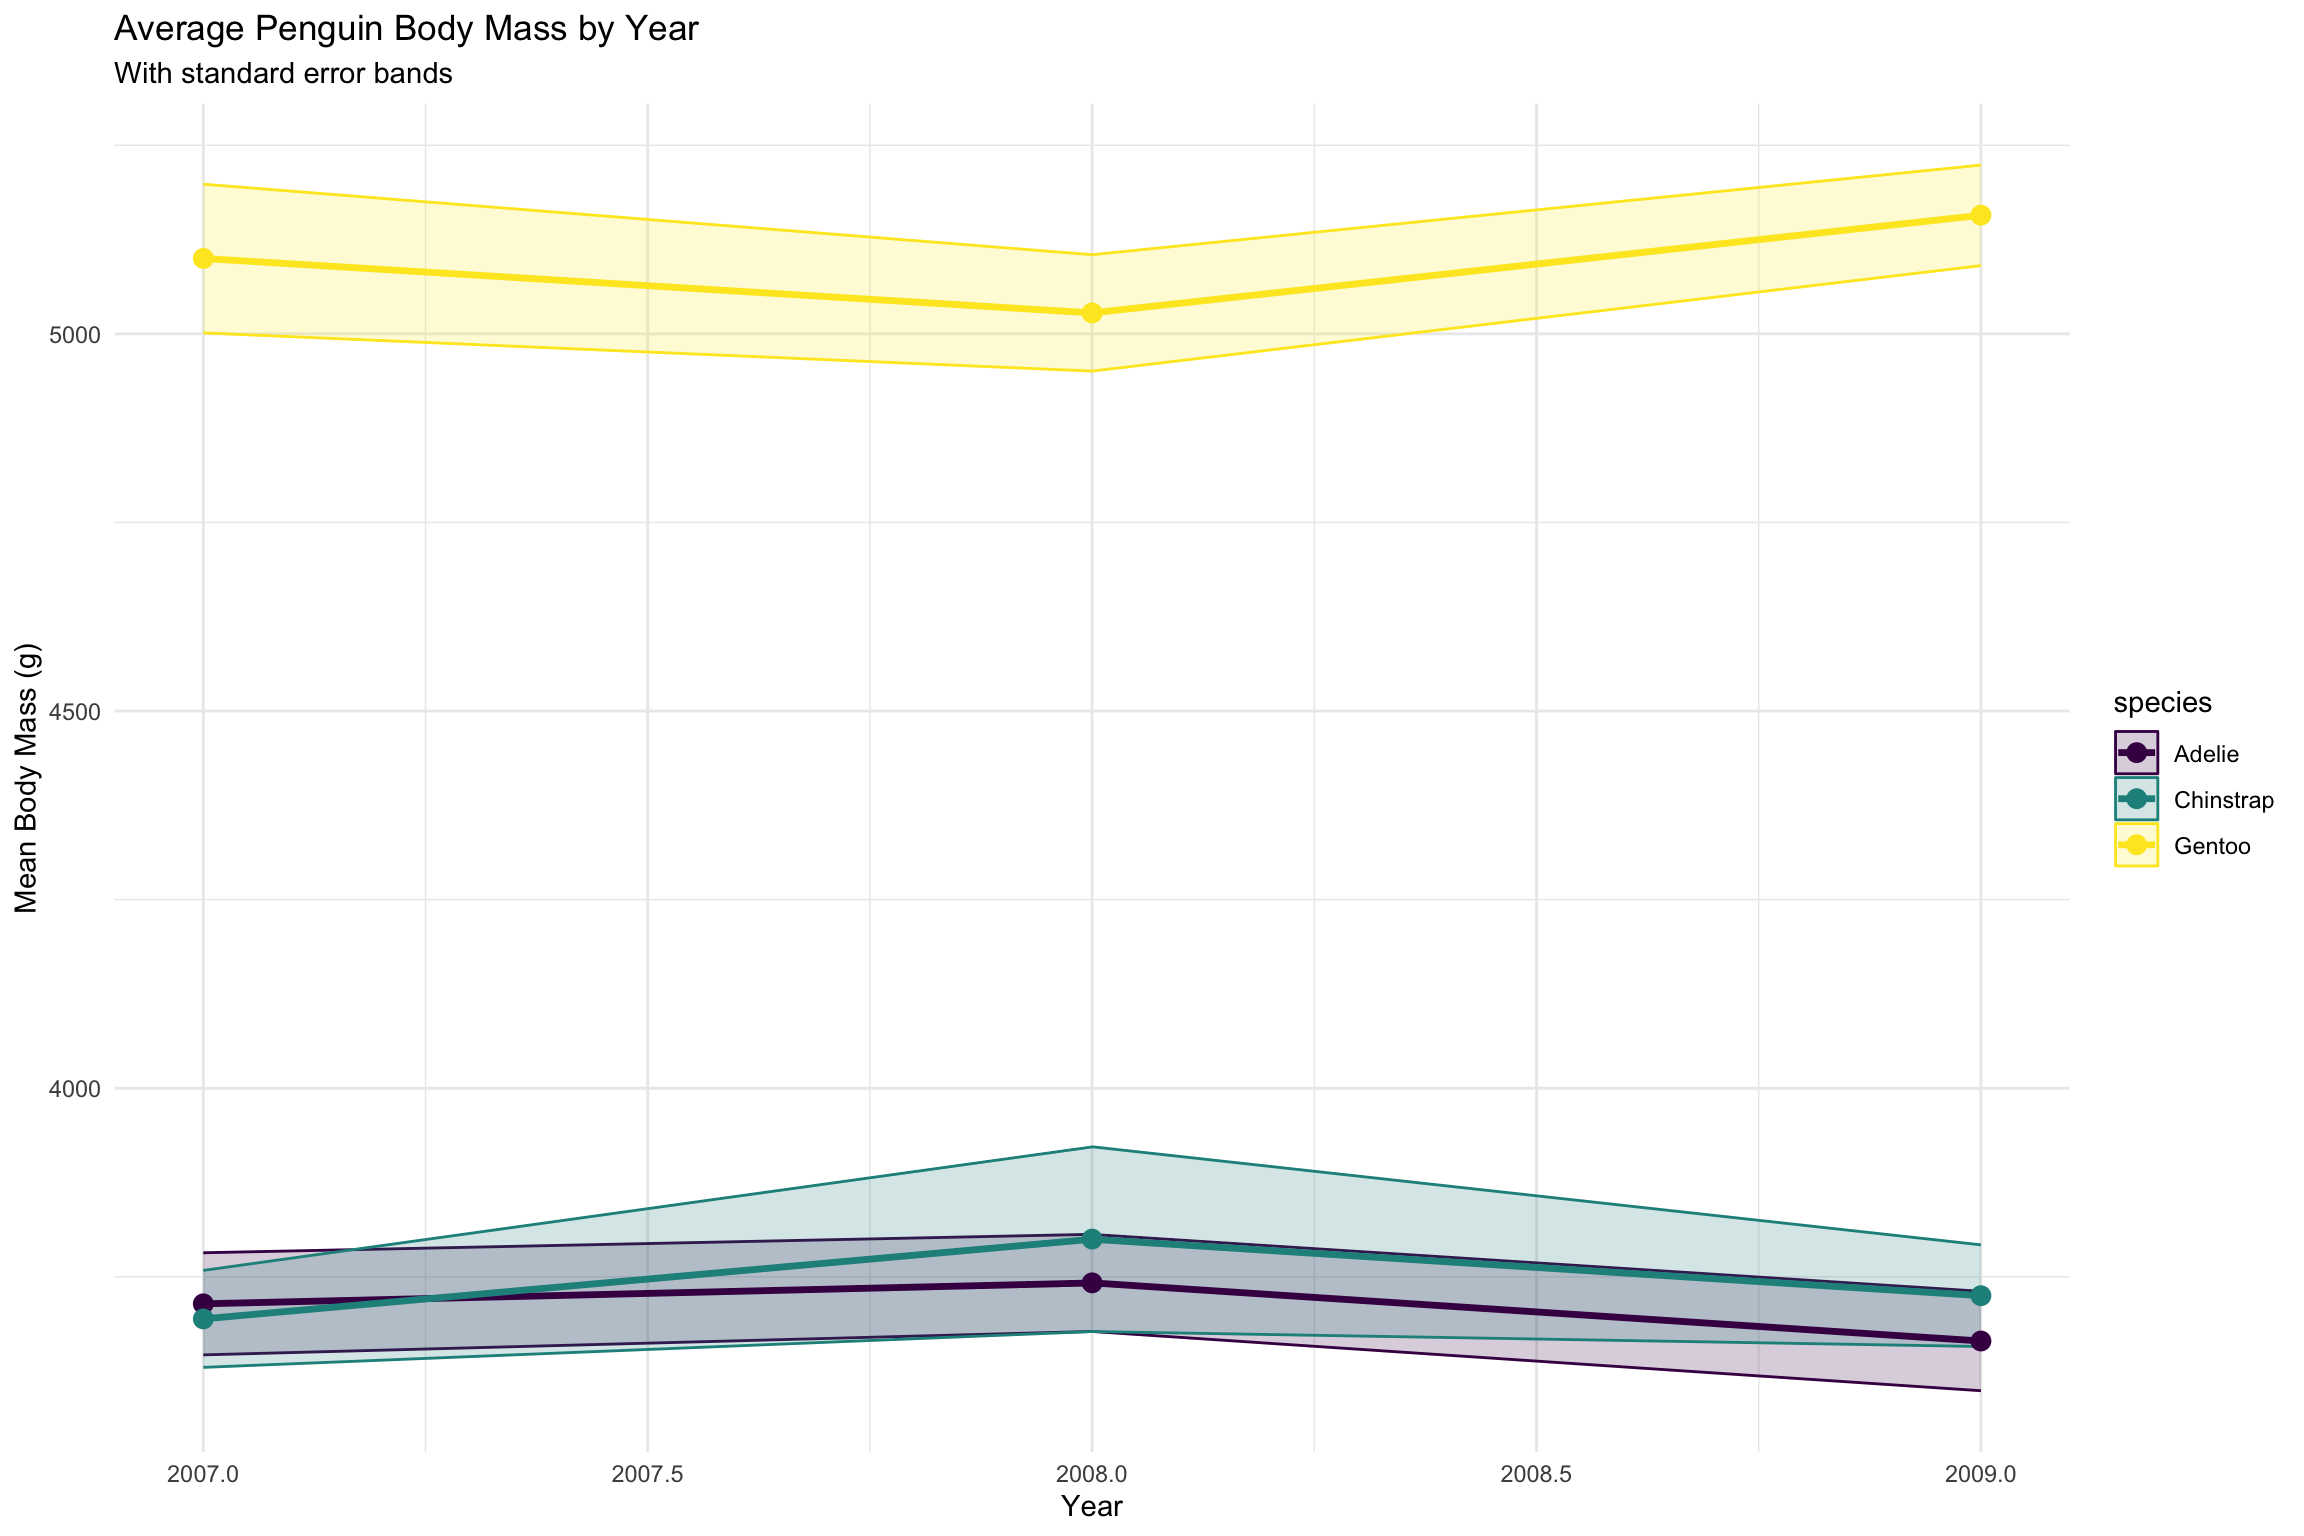 Average Penguin Body Mass by Year
With standard error bands
Mean Body Mass (g)
5000
4500
4000
2007.0
2007.5
2008.0
2008.5
2009.0
Year
species
Adelie
Chinstrap
Gentoo